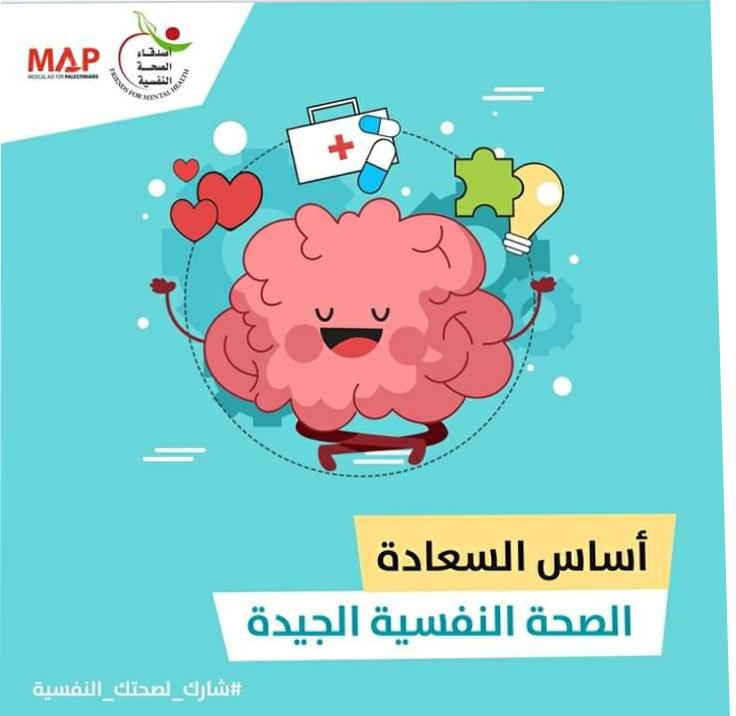 MAP
MEDICAL AID FOR PALESTINIANS
أصدقاء
الصحة
النفسية
FRIENDS FOR MENTAL HEALTH
أساس السعادة
الصحة النفسية الجيدة
#شارك_لصحتك_النفسية